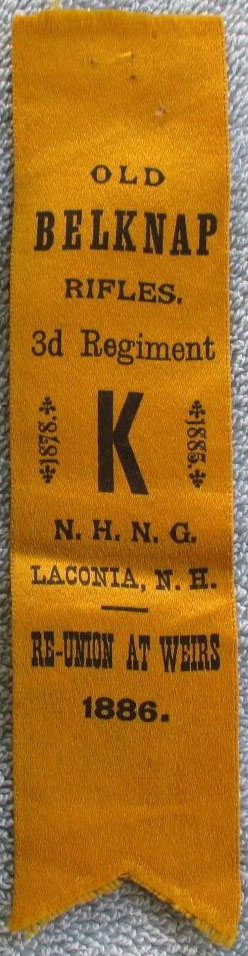 OLD
BELKNAP
RIFLES.
3d Regiment
1878. K 1885.
N. H. N. G.
LACONIA, N. H.
RE-UNION AT WEIRS
1886.